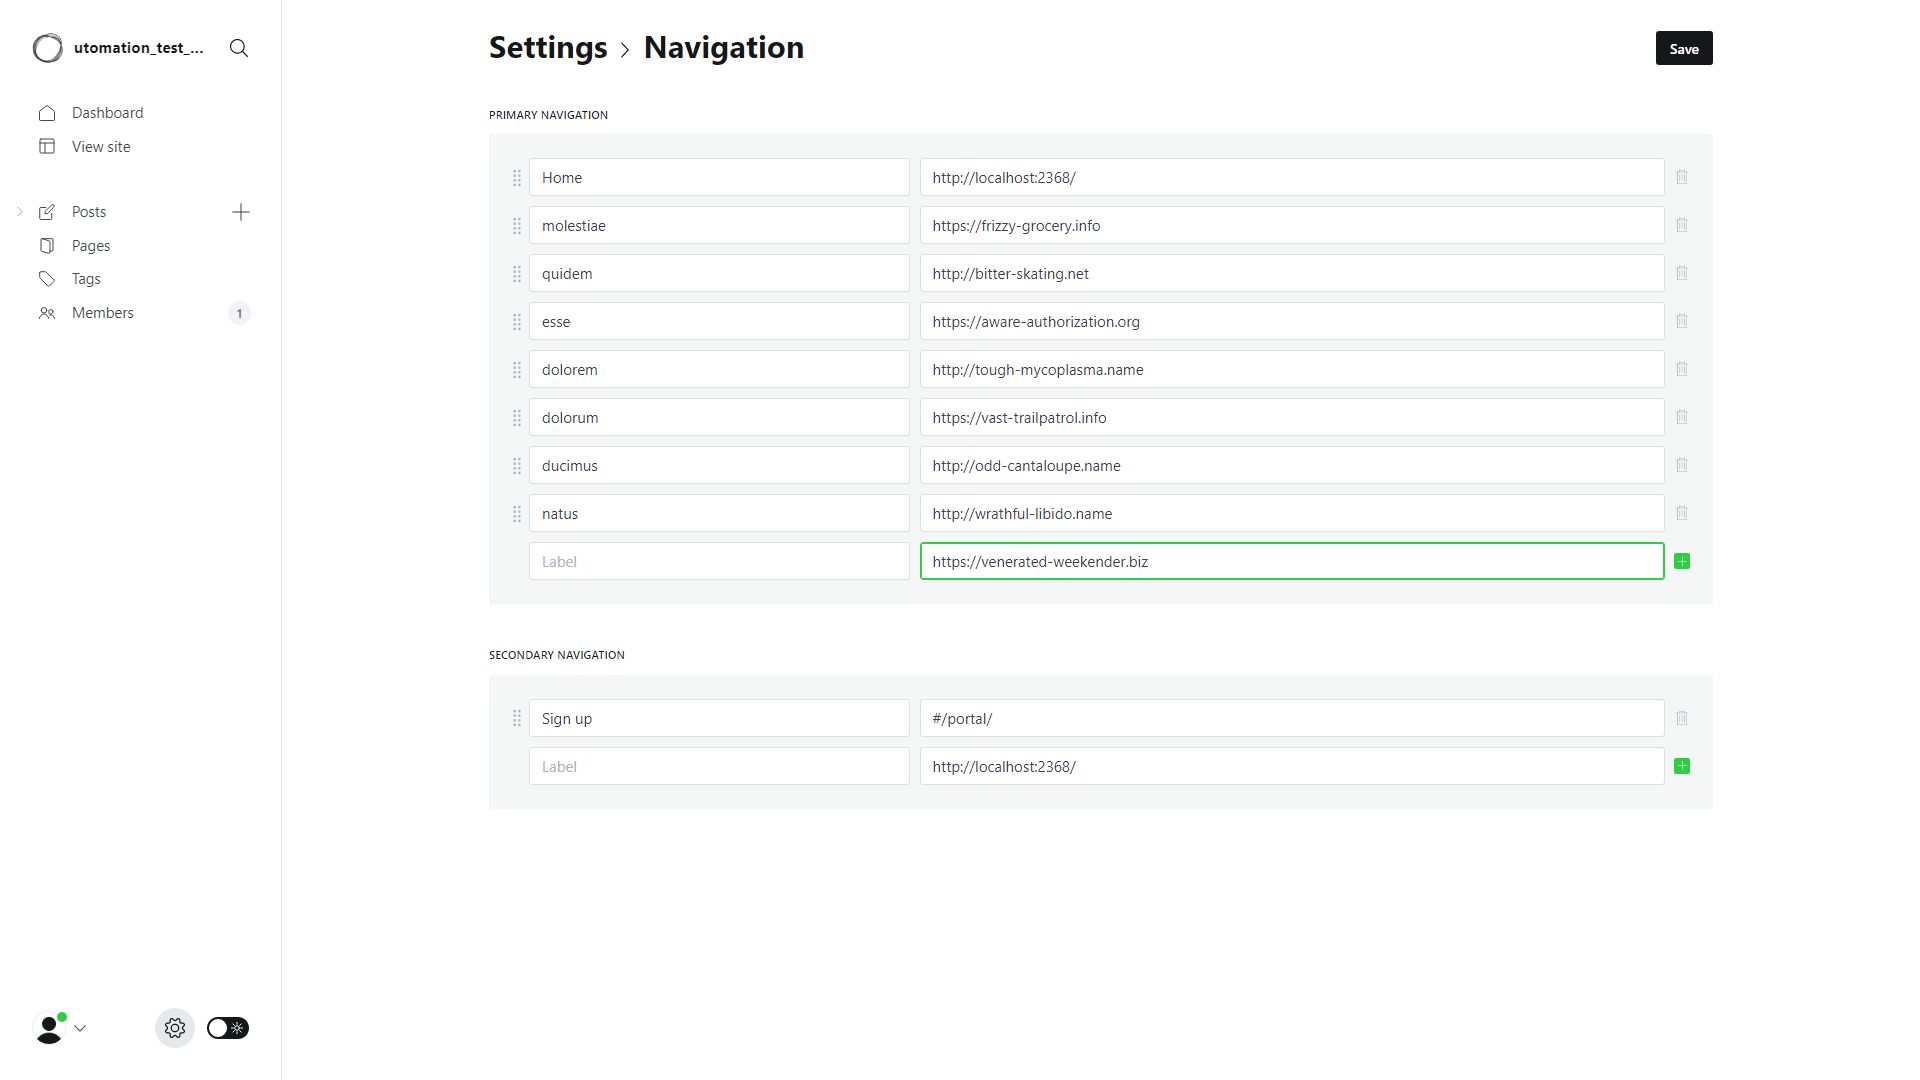 utomation_test_...
Dashboard
View site
Posts
Pages
Tags
Members 1
Settings > Navigation
Save
PRIMARY NAVIGATION
Home http://localhost:2368/
molestiae https://frizzy-grocery.info
quidem http://bitter-skating.net
esse https://aware-authorization.org
dolorem http://tough-mycoplasma.name
dolorum https://vast-trailpatrol.info
ducimus http://odd-cantaloupe.name
natus http://wrathful-libido.name
Label https://venerated-weekender.biz
SECONDARY NAVIGATION
Sign up #/portal/
Label http://localhost:2368/